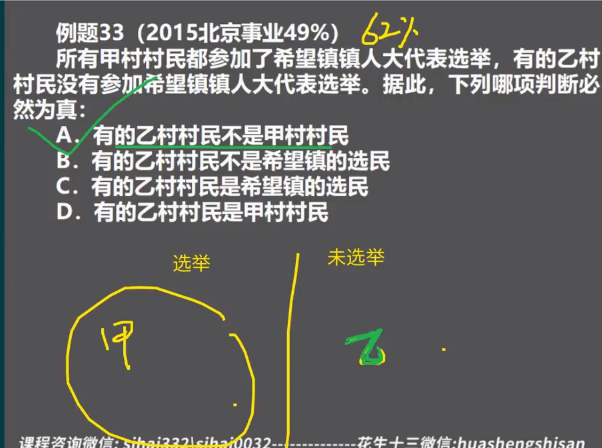 例题33（2015北京事业49%） 62%
所有甲村村民都参加了希望镇镇人大代表选举，有的乙村
村民没有参加希望镇镇人大代表选举。据此，下列哪项判断必
然为真：
A．有的乙村村民不是甲村村民
B．有的乙村村民不是希望镇的选民
C．有的乙村村民是希望镇的选民
D．有的乙村村民是甲村村民
选举
未选举
甲
乙
课程咨询微信: sihai332\sihai0032--------------花生十三微信:huashengshisan